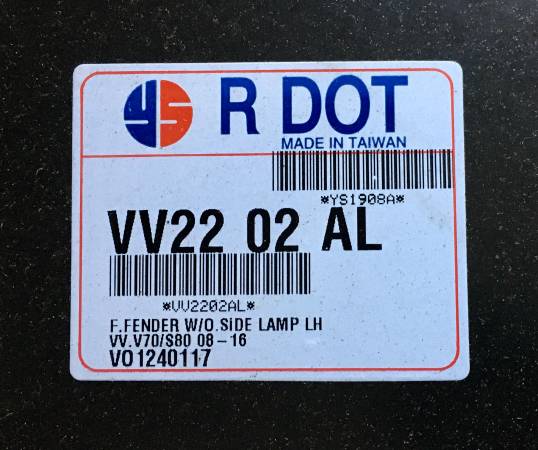 YS R DOT
MADE IN TAIWAN
*YS1908A*
VV22 02 AL
*VV2202AL*
F.FENDER W/O.SiDE LAMP LH
VV.V70/S80 08-16
VO1240117